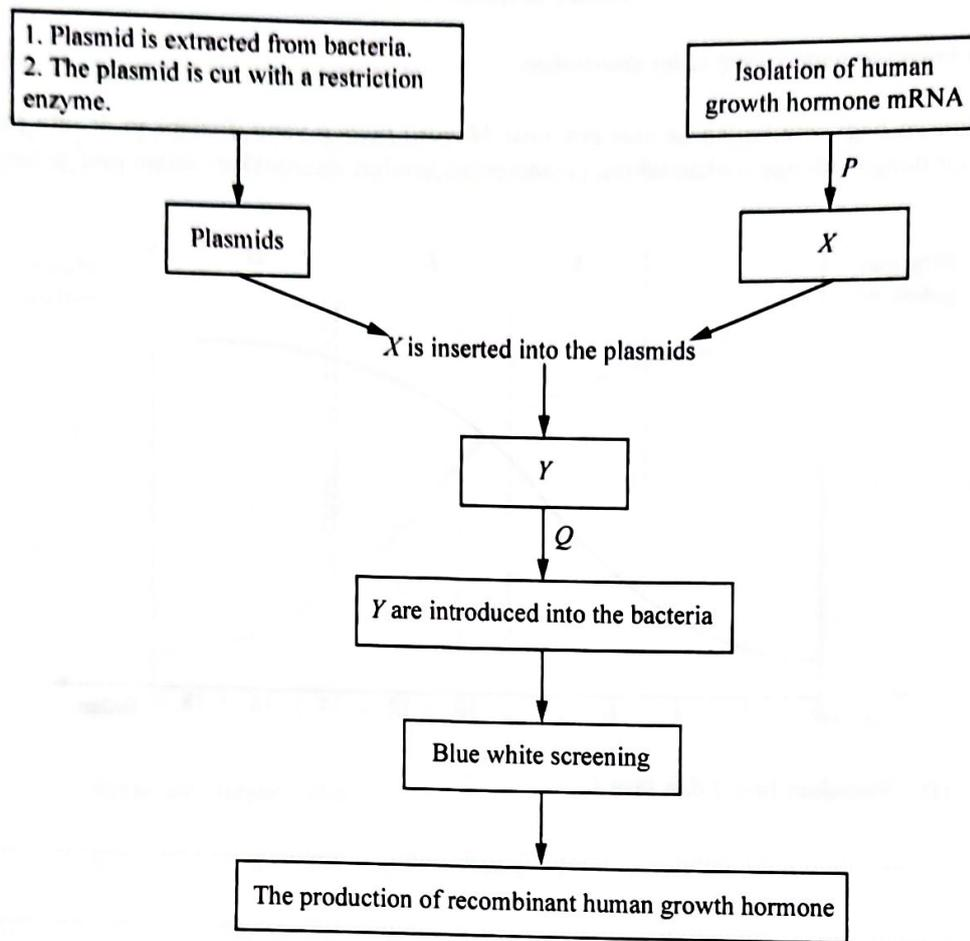 1. Plasmid is extracted from bacteria.
2. The plasmid is cut with a restriction
enzyme.
Isolation of human
growth hormone mRNA
P
Plasmids
X
X is inserted into the plasmids
Y
Q
Y are introduced into the bacteria
Blue white screening
The production of recombinant human growth hormone